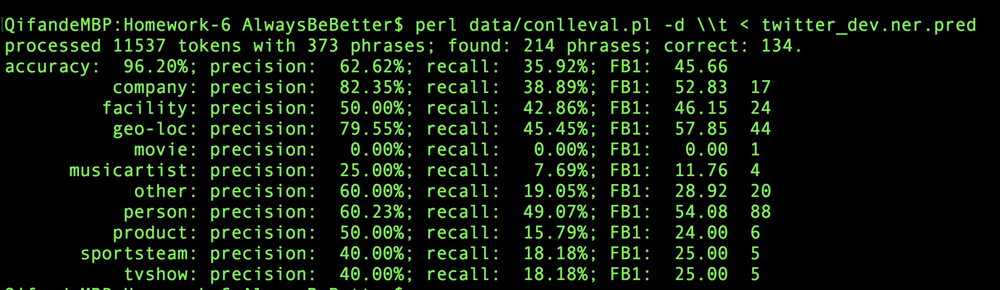 QifandeMBP:Homework-6 AlwaysBeBetter$ perl data/conlleval.pl -d \\t < twitter_dev.ner.pred
processed 11537 tokens with 373 phrases; found: 214 phrases; correct: 134.
accuracy:  96.20%; precision:  62.62%; recall:  35.92%; FB1:  45.66
company: precision:  82.35%; recall:  38.89%; FB1:  52.83  17
facility: precision:  50.00%; recall:  42.86%; FB1:  46.15  24
geo-loc: precision:  79.55%; recall:  45.45%; FB1:  57.85  44
movie: precision:   0.00%; recall:   0.00%; FB1:   0.00  1
musicartist: precision:  25.00%; recall:   7.69%; FB1:  11.76  4
other: precision:  60.00%; recall:  19.05%; FB1:  28.92  20
person: precision:  60.23%; recall:  49.07%; FB1:  54.08  88
product: precision:  50.00%; recall:  15.79%; FB1:  24.00  6
sportsteam: precision:  40.00%; recall:  18.18%; FB1:  25.00  5
tvshow: precision:  40.00%; recall:  18.18%; FB1:  25.00  5
QifandeMBP:Homework-6 AlwaysBeBetter$